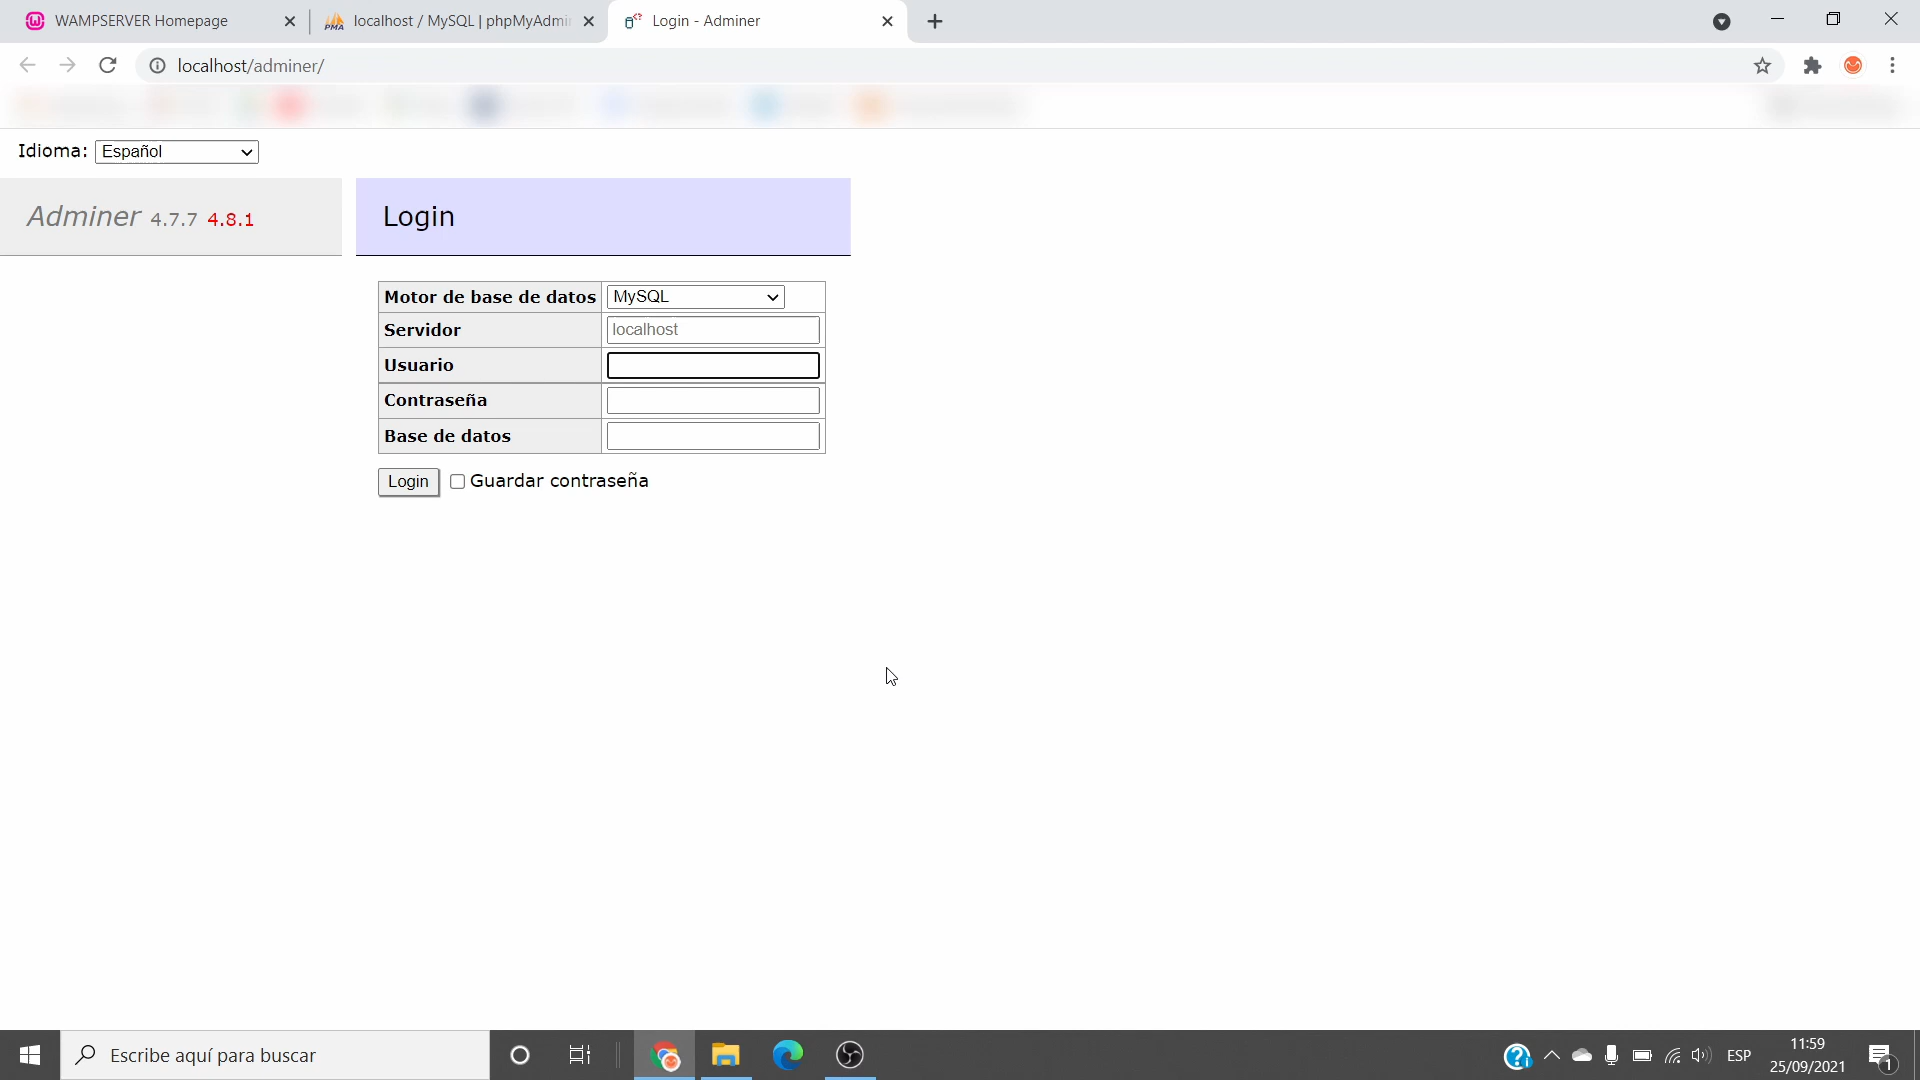 WAMPSERVER Homepage
localhost / MySQL | phpMyAdmi
Login - Adminer
localhost/adminer/
Idioma: Español
Adminer 4.7.7 4.8.1
Login
Motor de base de datos MySQL
Servidor localhost
Usuario
Contraseña
Base de datos
Login Guardar contraseña
Escribe aquí para buscar
ESP
11:59
25/09/2021
1